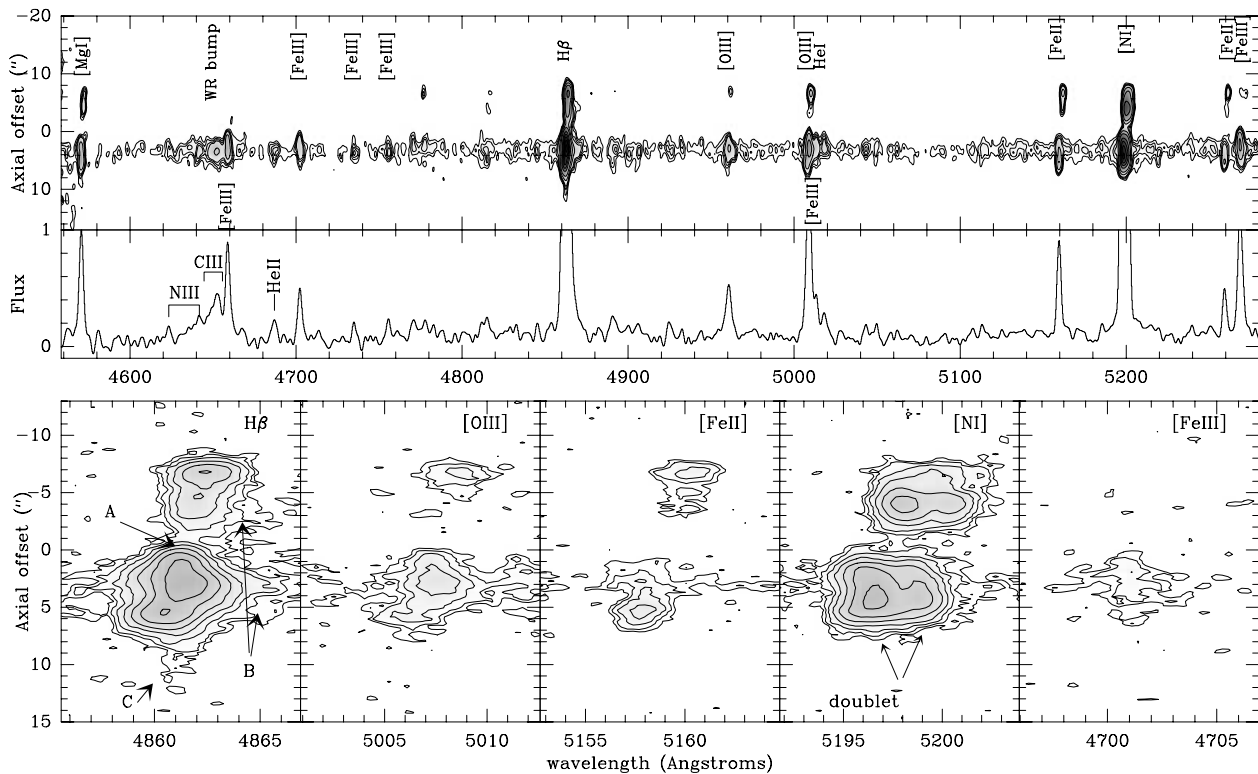 -20
-10
0
10
Axial offset (")
[MgI]
WR bump
[FeIII]
[FeIII]
[FeIII]
Hβ
[OIII]
[OIII]
HeI
[FeII]
[NI]
[FeII]
[FeIII]
[FeIII]
[FeIII]
1
0
Flux
NIII
CIII
HeII
4600 4700 4800 4900 5000 5100 5200
-10
-5
0
5
10
15
Axial offset (")
Hβ
[OIII]
[FeII]
[NI]
[FeIII]
A
B
C
doublet
4860 4865 5005 5010 5155 5160 5195 5200 4700 4705
wavelength (Angstroms)